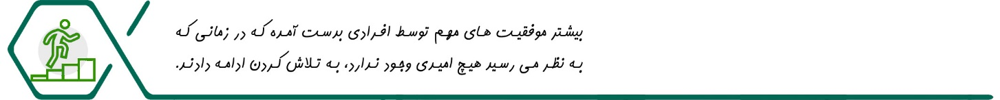 بیشتر موفقیت های مهم توسط افرادی بدست آمده که در زمانی که
به نظر می رسید هیچ امیدی وجود ندارد، به تلاش کردن ادامه دادند.